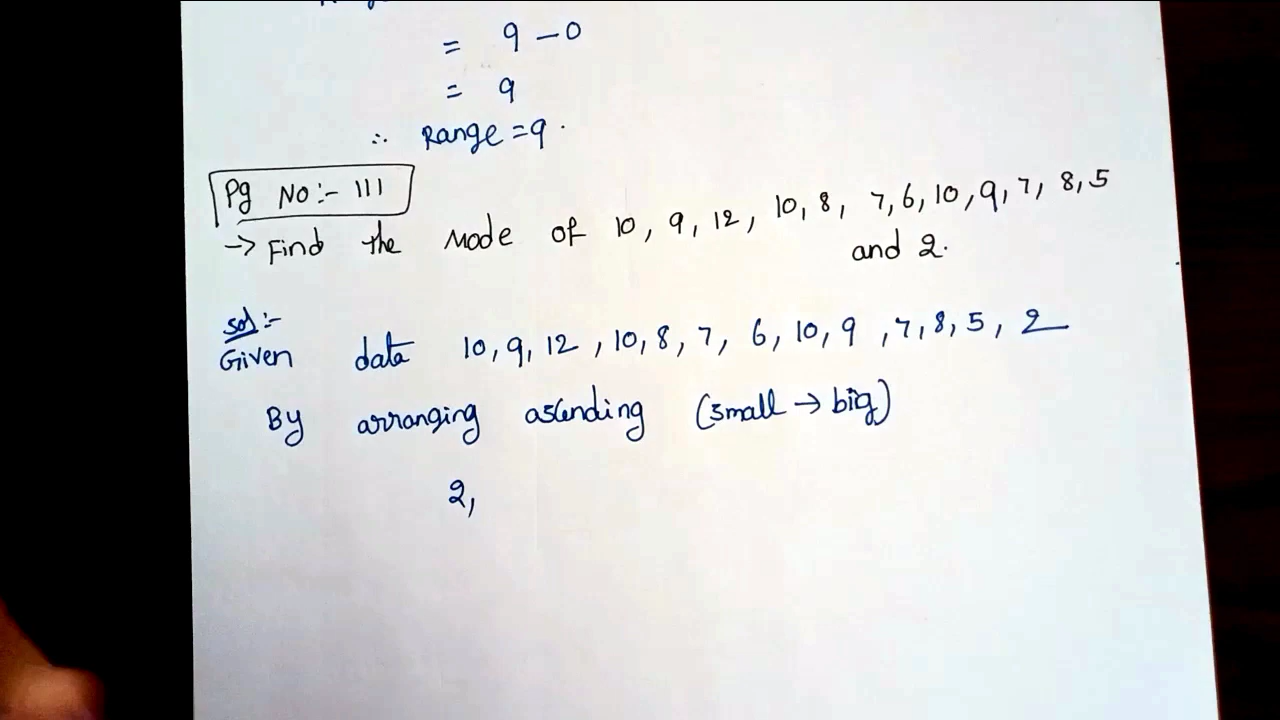 = 9 - 0
= 9
∴ Range = 9.
Pg No:- 111
→ Find the Mode of 10, 9, 12, 10, 8, 7, 6, 10, 9, 7, 8, 5
and 2.
sol:-
Given data 10, 9, 12, 10, 8, 7, 6, 10, 9, 7, 8, 5, 2
By arranging ascending (small → big)
2,